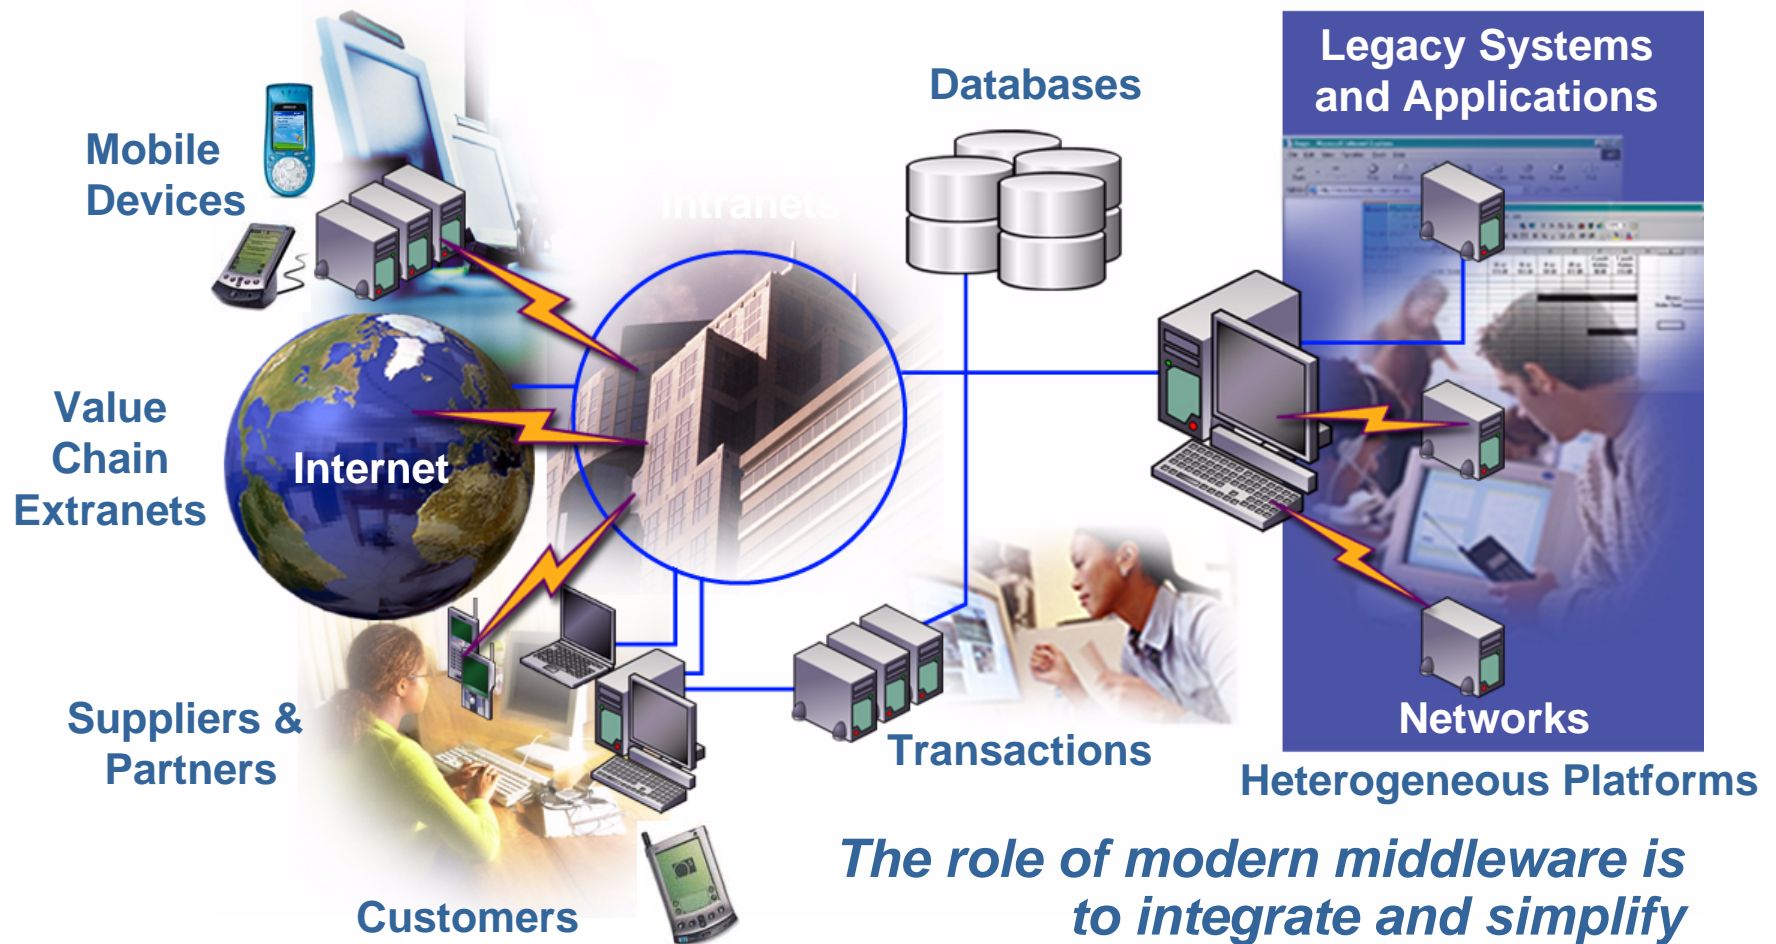 Legacy Systems
and Applications
Databases
Mobile
Devices
Intranets
Value
Chain
Extranets
Internet
Suppliers &
Partners
Transactions
Networks
Heterogeneous Platforms
The role of modern middleware is
to integrate and simplify
Customers